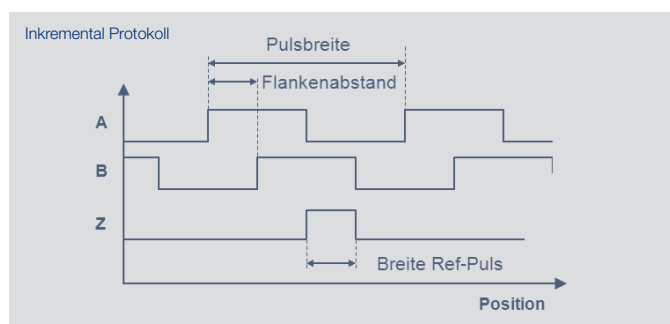 Inkremental Protokoll
Pulsbreite
Flankenabstand
A
B
Z
Breite Ref-Puls
Position